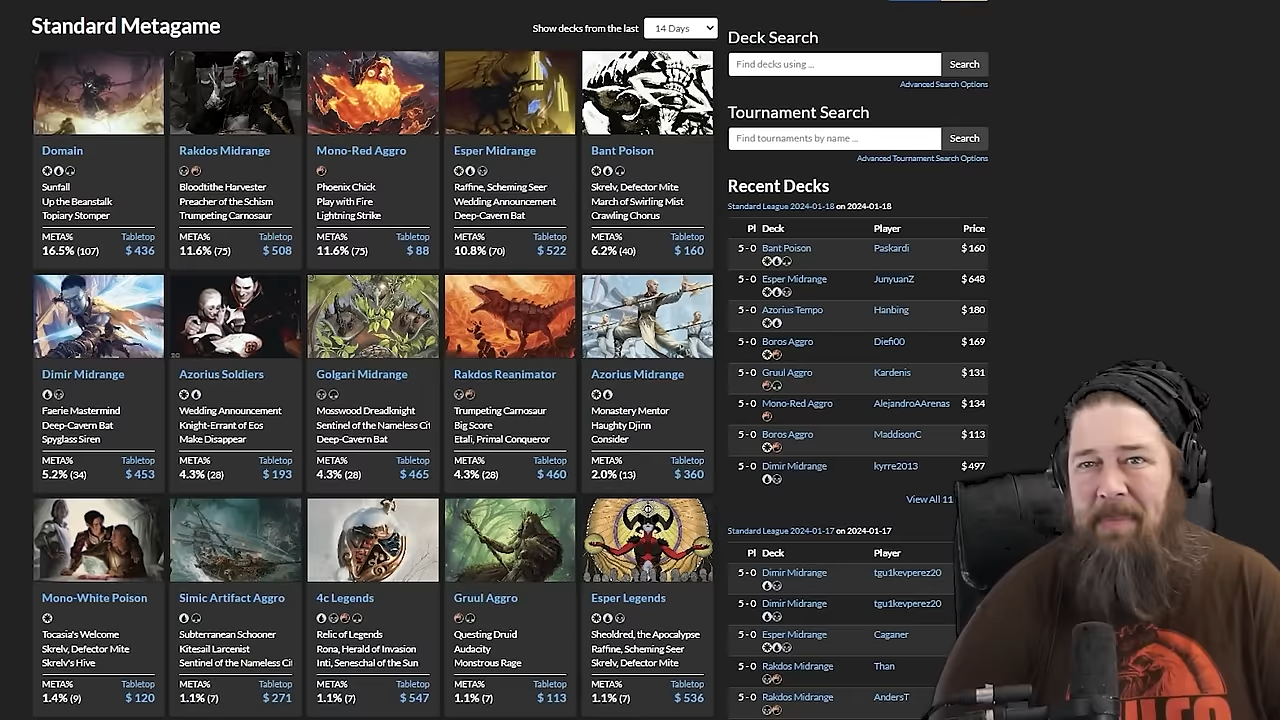 Standard Metagame
Show decks from the last
14 Days
Domain
Sunfall
Up the Beanstalk
Topiary Stomper
META%
Tabletop
16.5% (107)
$ 436
Rakdos Midrange
Bloodtithe Harvester
Preacher of the Schism
Trumpeting Carnosaur
META%
Tabletop
11.6% (75)
$ 508
Mono-Red Aggro
Phoenix Chick
Play with Fire
Lightning Strike
META%
Tabletop
11.6% (75)
$ 88
Esper Midrange
Raffine, Scheming Seer
Wedding Announcement
Deep-Cavern Bat
META%
Tabletop
10.8% (70)
$ 522
Bant Poison
Skrelv, Defector Mite
March of Swirling Mist
Crawling Chorus
META%
Tabletop
6.2% (40)
$ 160
Dimir Midrange
Faerie Mastermind
Deep-Cavern Bat
Spyglass Siren
META%
Tabletop
5.2% (34)
$ 453
Azorius Soldiers
Wedding Announcement
Knight-Errant of Eos
Make Disappear
META%
Tabletop
4.3% (28)
$ 193
Golgari Midrange
Mosswood Dreadknight
Sentinel of the Nameless Cit
Deep-Cavern Bat
META%
Tabletop
4.3% (28)
$ 465
Rakdos Reanimator
Trumpeting Carnosaur
Big Score
Etali, Primal Conqueror
META%
Tabletop
4.3% (28)
$ 460
Azorius Midrange
Monastery Mentor
Haughty Djinn
Consider
META%
Tabletop
2.0% (13)
$ 360
Mono-White Poison
Tocasia's Welcome
Skrelv, Defector Mite
Skrelv's Hive
META%
Tabletop
1.4% (9)
$ 120
Simic Artifact Aggro
Subterranean Schooner
Kitesail Larcenist
Sentinel of the Nameless Cit
META%
Tabletop
1.1% (7)
$ 271
4c Legends
Relic of Legends
Rona, Herald of Invasion
Inti, Seneschal of the Sun
META%
Tabletop
1.1% (7)
$ 547
Gruul Aggro
Questing Druid
Audacity
Monstrous Rage
META%
Tabletop
1.1% (7)
$ 113
Esper Legends
Sheoldred, the Apocalypse
Raffine, Scheming Seer
Skrelv, Defector Mite
META%
Tabletop
1.1% (7)
$ 536
Deck Search
Find decks using ...
Search
Advanced Search Options
Tournament Search
Find tournaments by name ...
Search
Advanced Tournament Search Options
Recent Decks
Standard League 2024-01-18 on 2024-01-18
Pl Deck Player Price
5 - 0 Bant Poison Paskardi $ 160
5 - 0 Esper Midrange JunyuanZ $ 648
5 - 0 Azorius Tempo Hanbing $ 180
5 - 0 Boros Aggro Diefi00 $ 169
5 - 0 Gruul Aggro Kardenis $ 131
5 - 0 Mono-Red Aggro AlejandroAArenas $ 134
5 - 0 Boros Aggro MaddisonC $ 113
5 - 0 Dimir Midrange kyrre2013 $ 497
View All 11
Standard League 2024-01-17 on 2024-01-17
Pl Deck Player
5 - 0 Dimir Midrange tgu1kevperez20
5 - 0 Dimir Midrange tgu1kevperez20
5 - 0 Esper Midrange Caganer
5 - 0 Rakdos Midrange Than
5 - 0 Rakdos Midrange AndersT